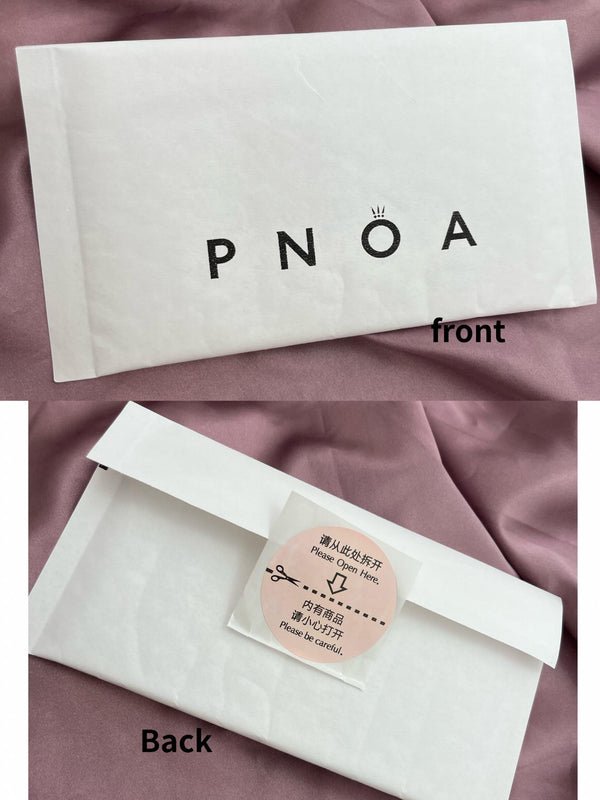 PNOA
front
请从此处拆开
Please Open Here.
内有商品
请小心打开
Please be careful.
Back